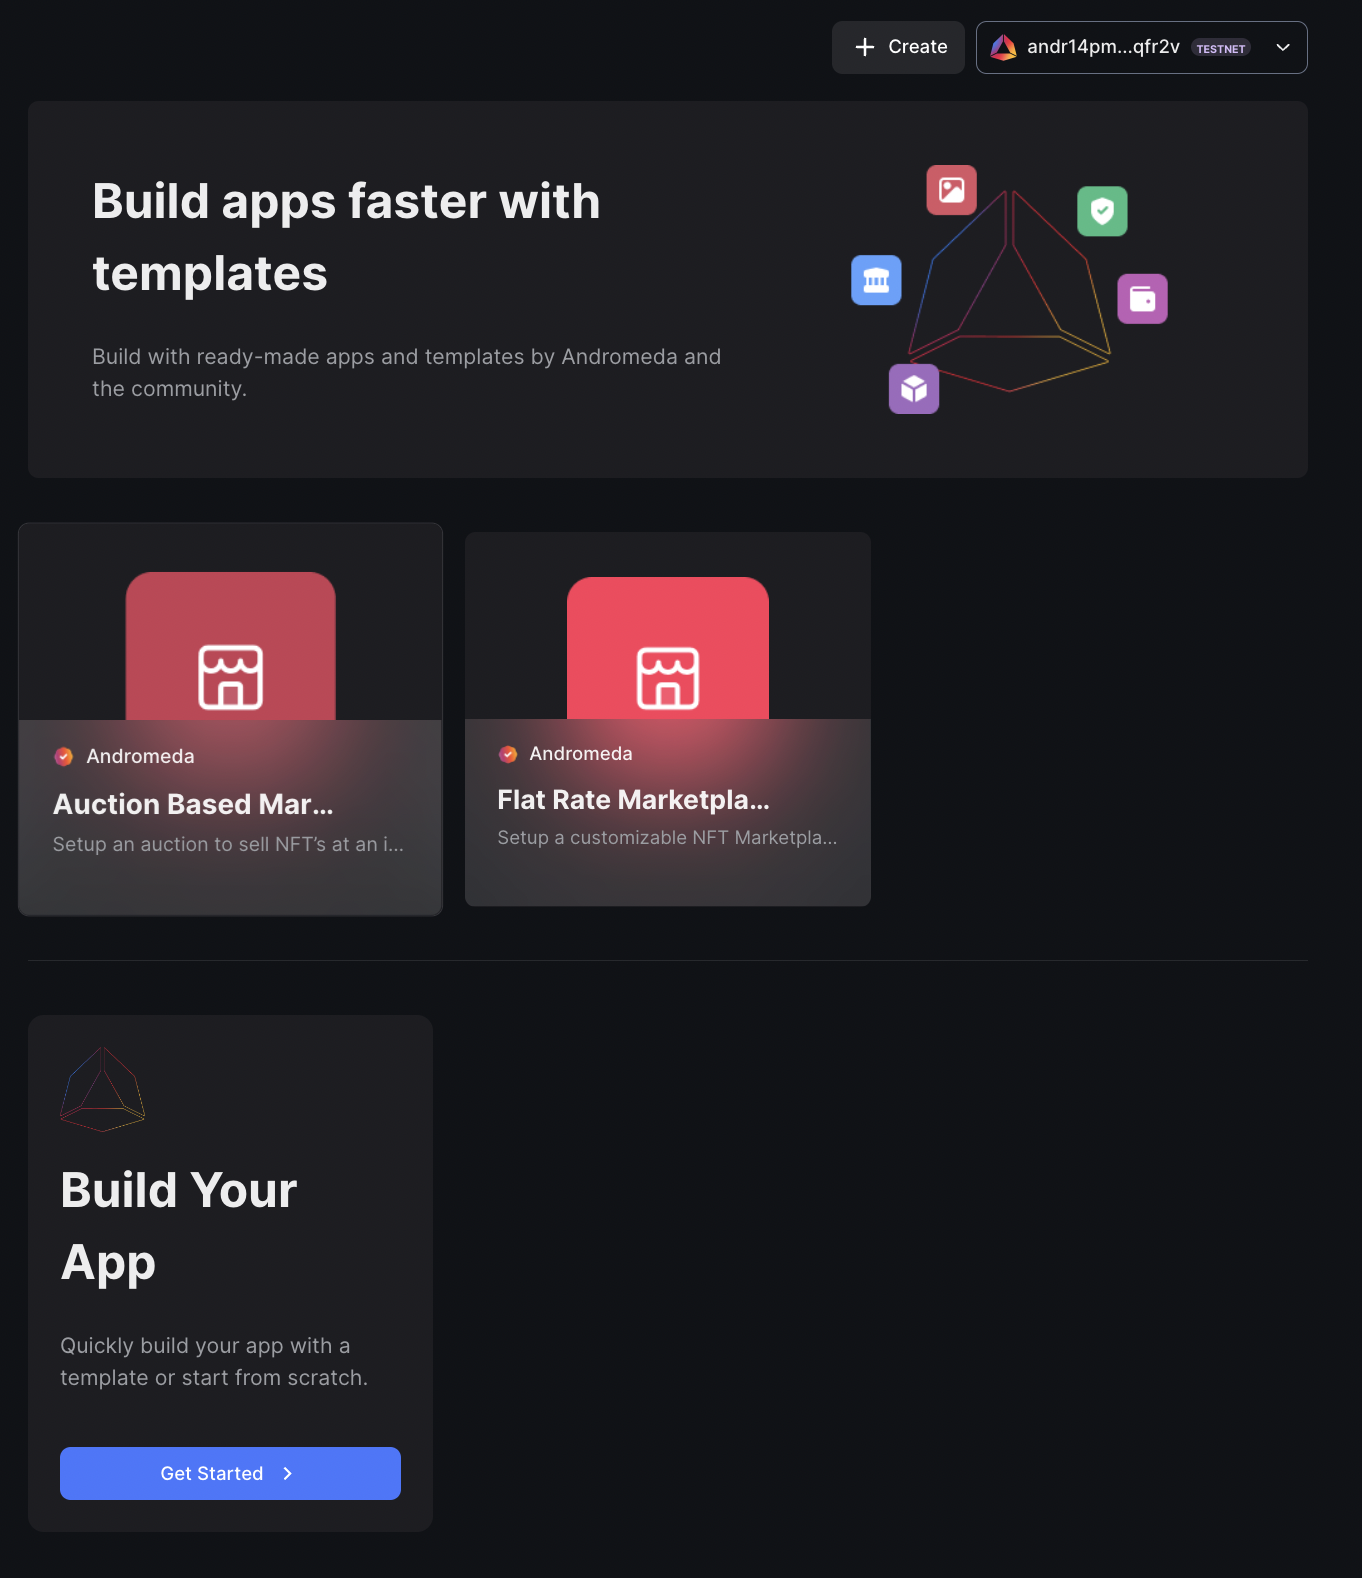 Create
andr14pm...qfr2v TESTNET
Build apps faster with
templates
Build with ready-made apps and templates by Andromeda and
the community.
Andromeda
Auction Based Mar...
Setup an auction to sell NFT’s at an i...
Andromeda
Flat Rate Marketpla...
Setup a customizable NFT Marketpla...
Build Your
App
Quickly build your app with a
template or start from scratch.
Get Started